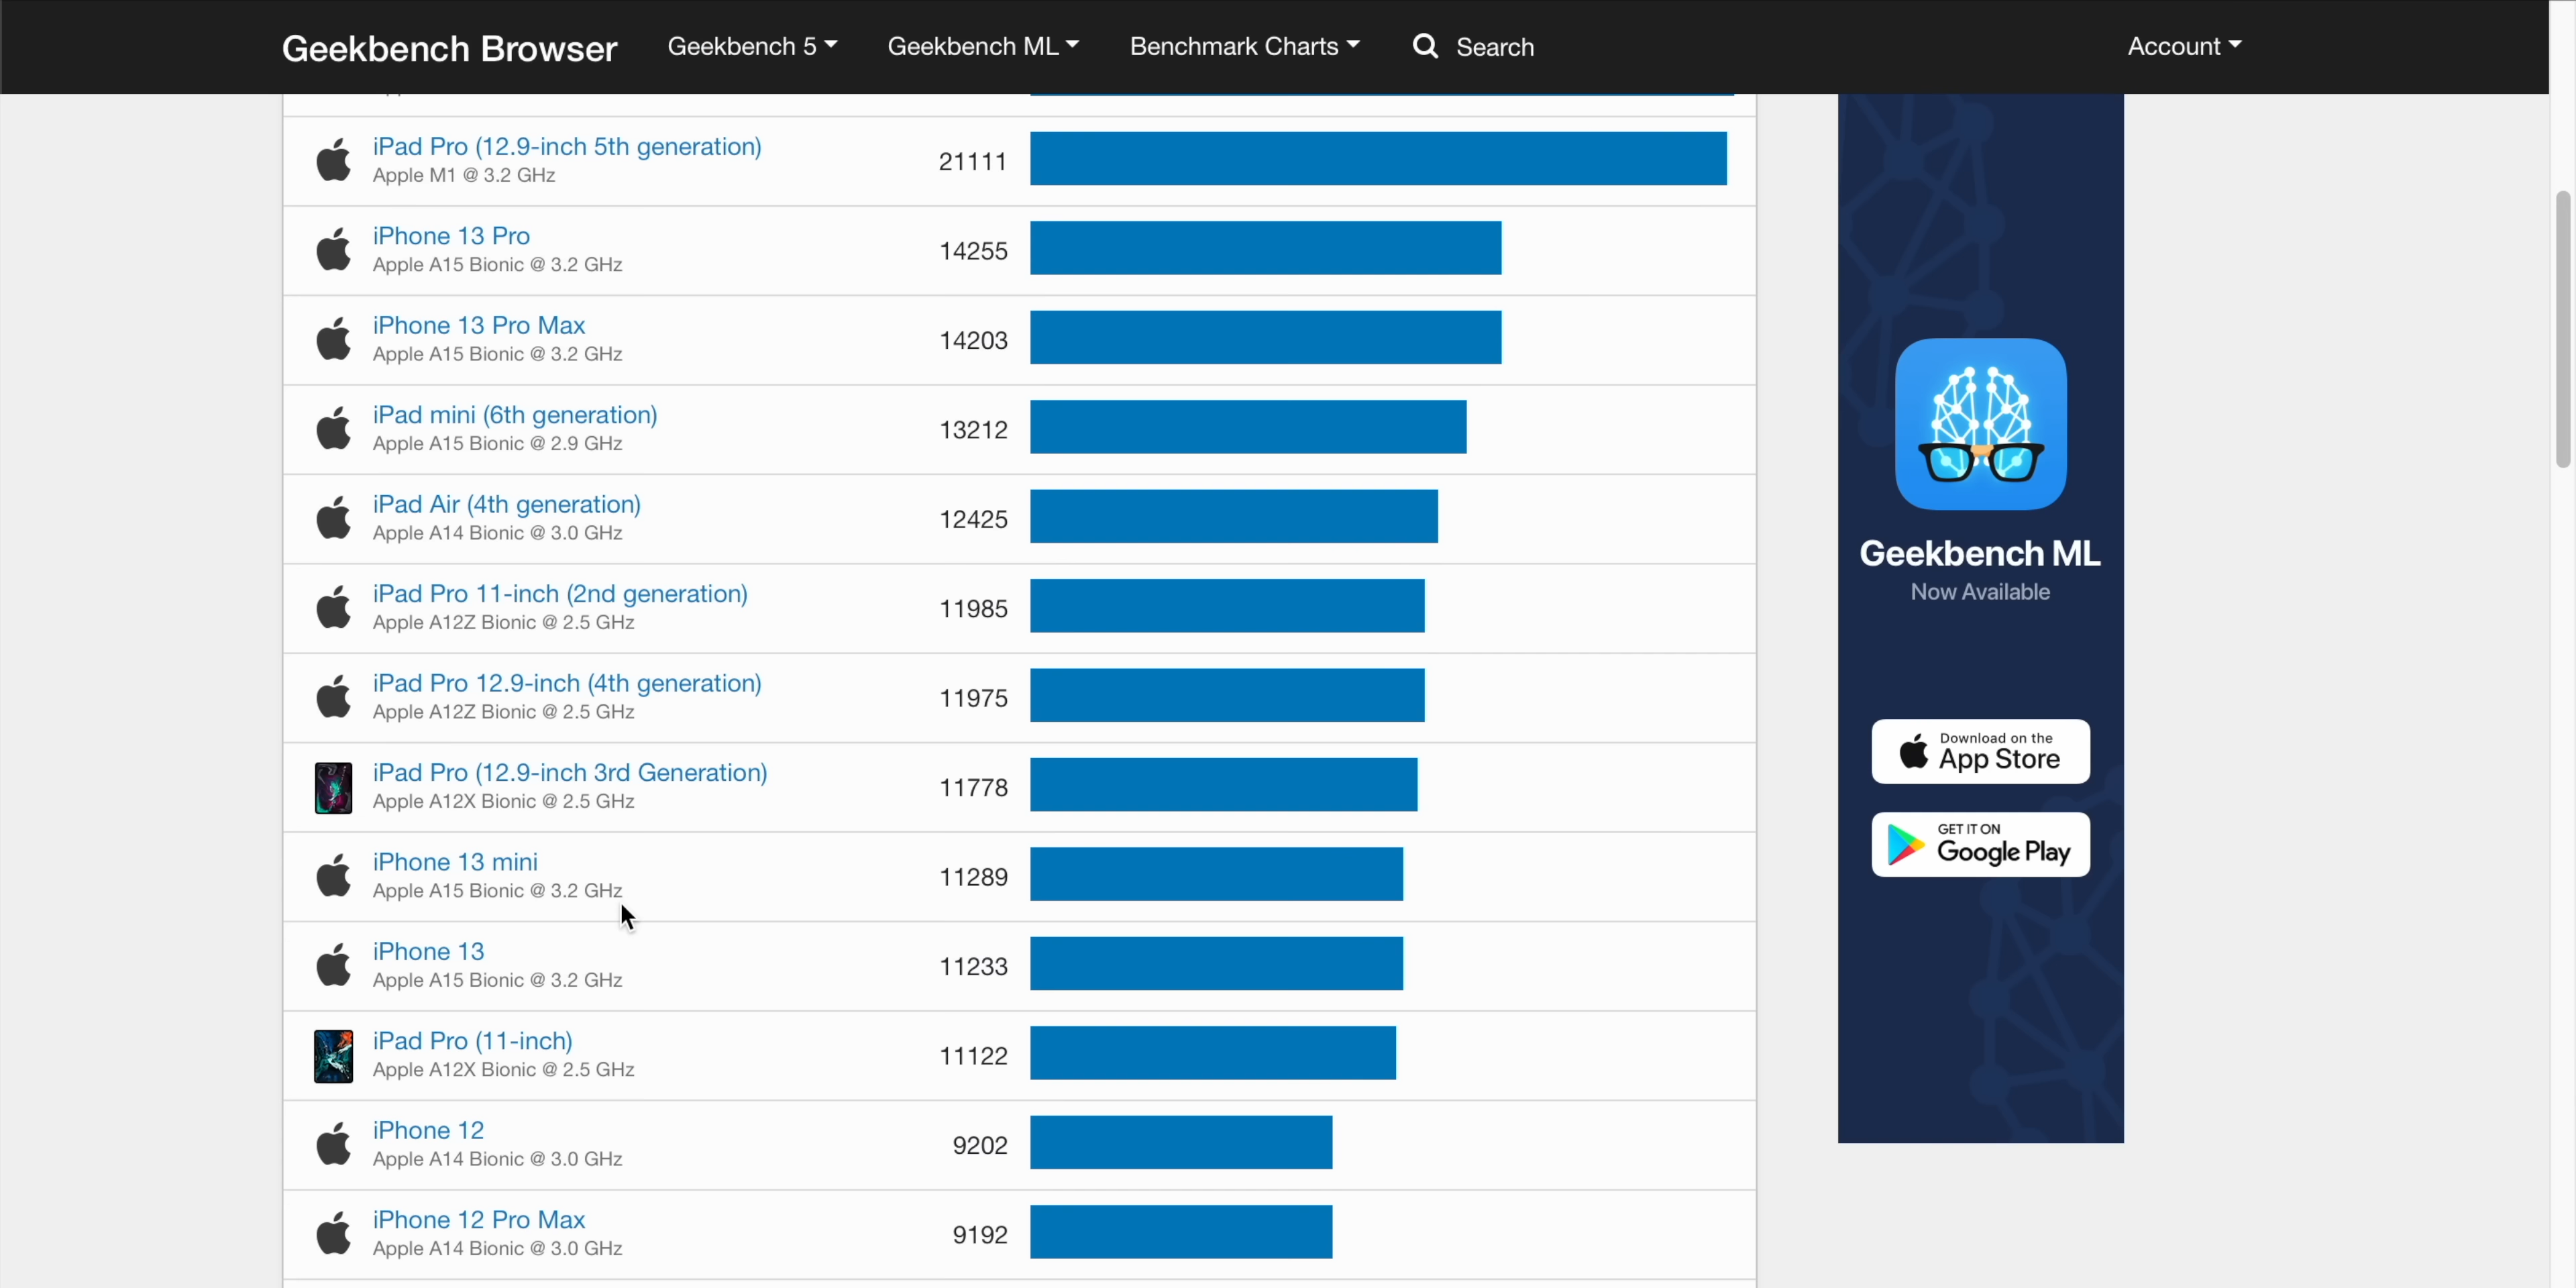 Geekbench Browser
Geekbench 5
Geekbench ML
Benchmark Charts
Search
Account
iPad Pro (12.9-inch 5th generation)
Apple M1 @ 3.2 GHz
21111
iPhone 13 Pro
Apple A15 Bionic @ 3.2 GHz
14255
iPhone 13 Pro Max
Apple A15 Bionic @ 3.2 GHz
14203
iPad mini (6th generation)
Apple A15 Bionic @ 2.9 GHz
13212
iPad Air (4th generation)
Apple A14 Bionic @ 3.0 GHz
12425
iPad Pro 11-inch (2nd generation)
Apple A12Z Bionic @ 2.5 GHz
11985
iPad Pro 12.9-inch (4th generation)
Apple A12Z Bionic @ 2.5 GHz
11975
iPad Pro (12.9-inch 3rd Generation)
Apple A12X Bionic @ 2.5 GHz
11778
iPhone 13 mini
Apple A15 Bionic @ 3.2 GHz
11289
iPhone 13
Apple A15 Bionic @ 3.2 GHz
11233
iPad Pro (11-inch)
Apple A12X Bionic @ 2.5 GHz
11122
iPhone 12
Apple A14 Bionic @ 3.0 GHz
9202
iPhone 12 Pro Max
Apple A14 Bionic @ 3.0 GHz
9192
Geekbench ML
Now Available
Download on the
App Store
GET IT ON
Google Play